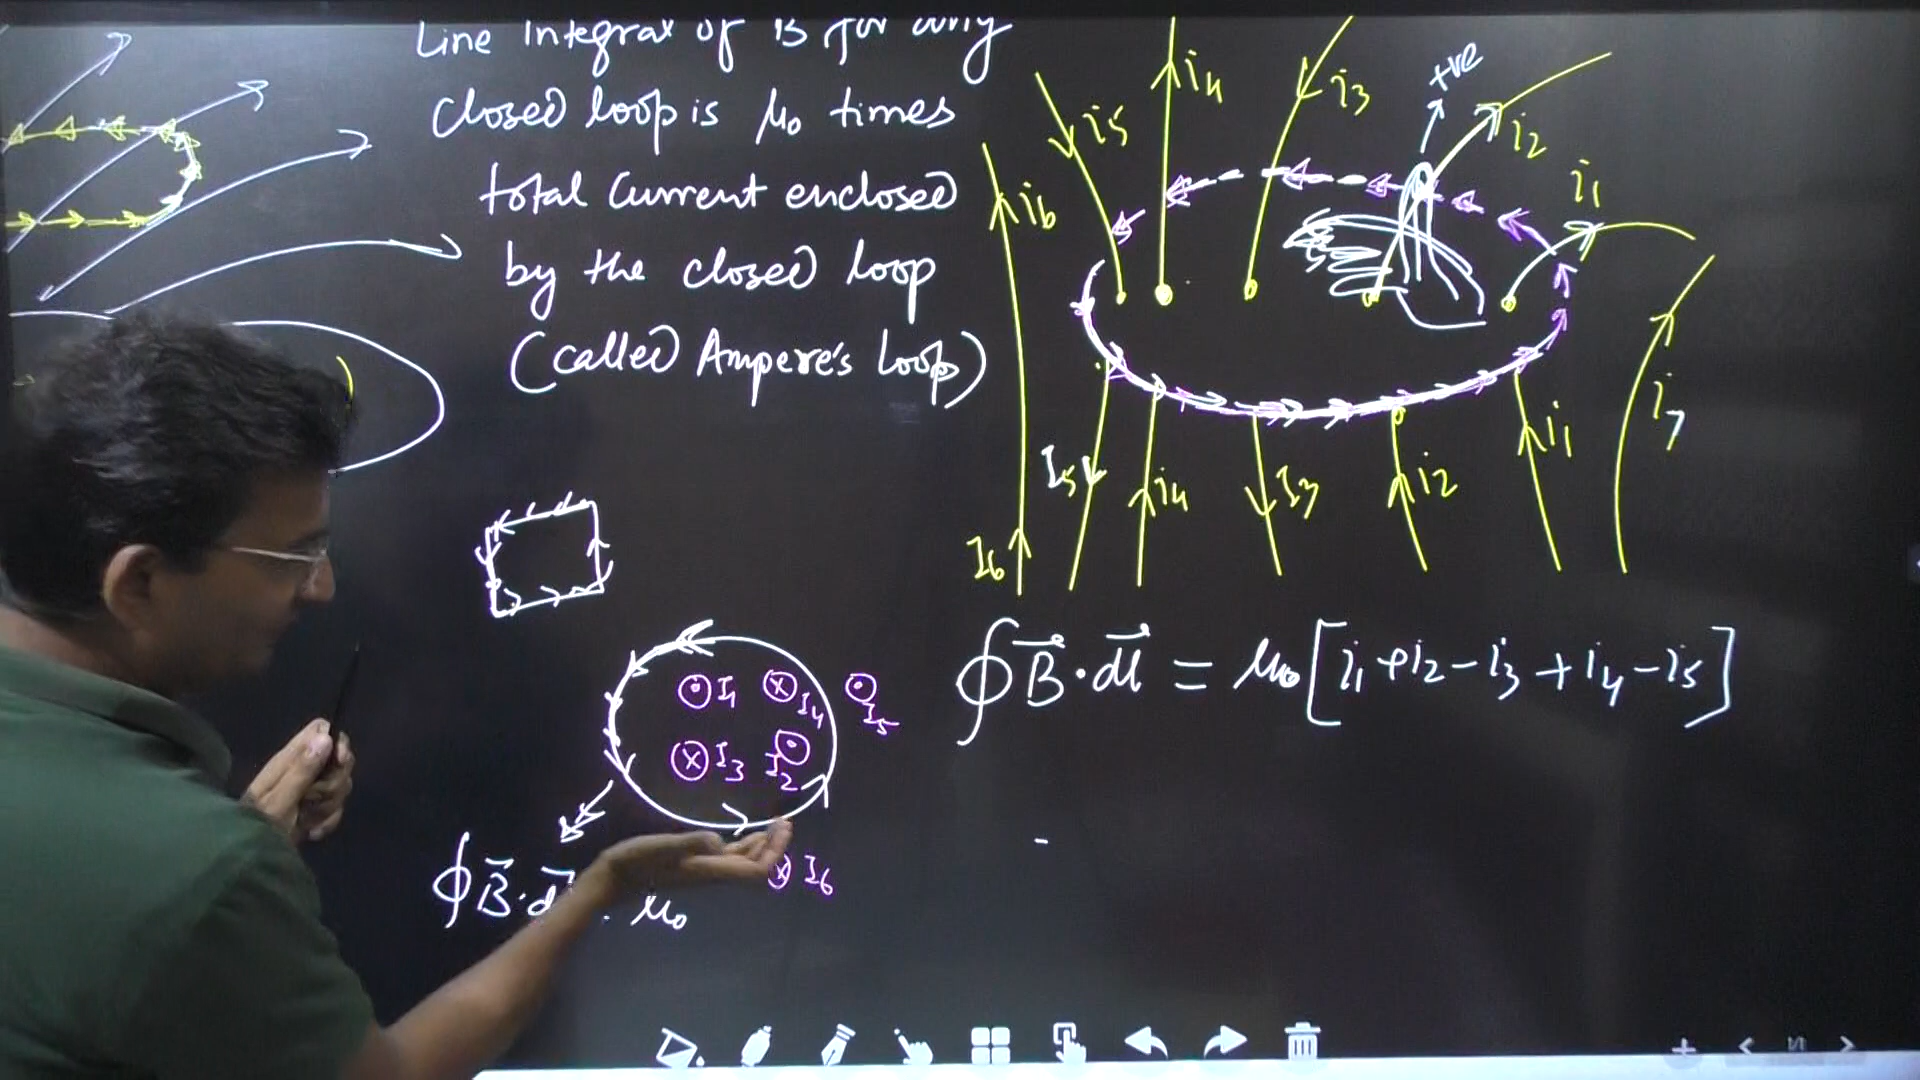 Line Integral of B for any
closed loop is μ₀ times
total current enclosed
by the closed loop
(called Ampere's loop)
i6
i5
i4
i3
+ve
i2
i1
i7
I6
I5
i4
I3
i2
i1
∮B⃗·dl⃗ = μ₀[i₁+i₂-i₃+i₄-i₅]
I1
I4
I5
I3
I2
I6
∮B⃗·d
μ₀